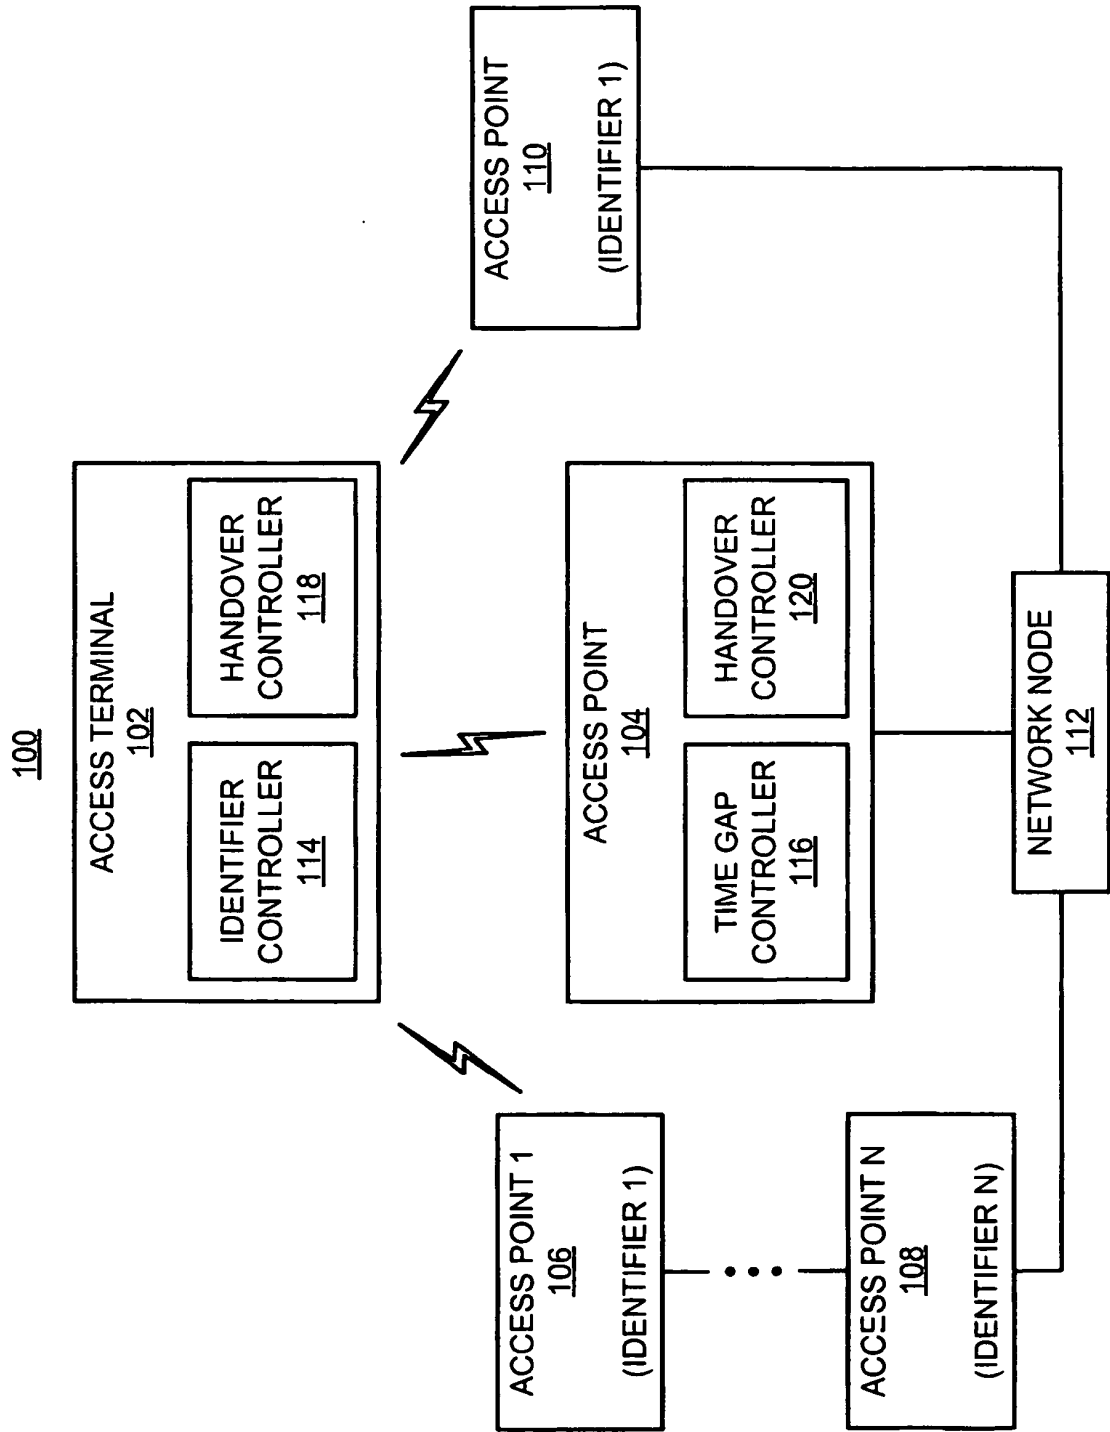 100
ACCESS TERMINAL
102
IDENTIFIER
CONTROLLER
114
HANDOVER
CONTROLLER
118
ACCESS POINT 1
106
(IDENTIFIER 1)
ACCESS POINT
104
TIME GAP
CONTROLLER
116
HANDOVER
CONTROLLER
120
ACCESS POINT
110
(IDENTIFIER 1)
ACCESS POINT N
108
(IDENTIFIER N)
NETWORK NODE
112